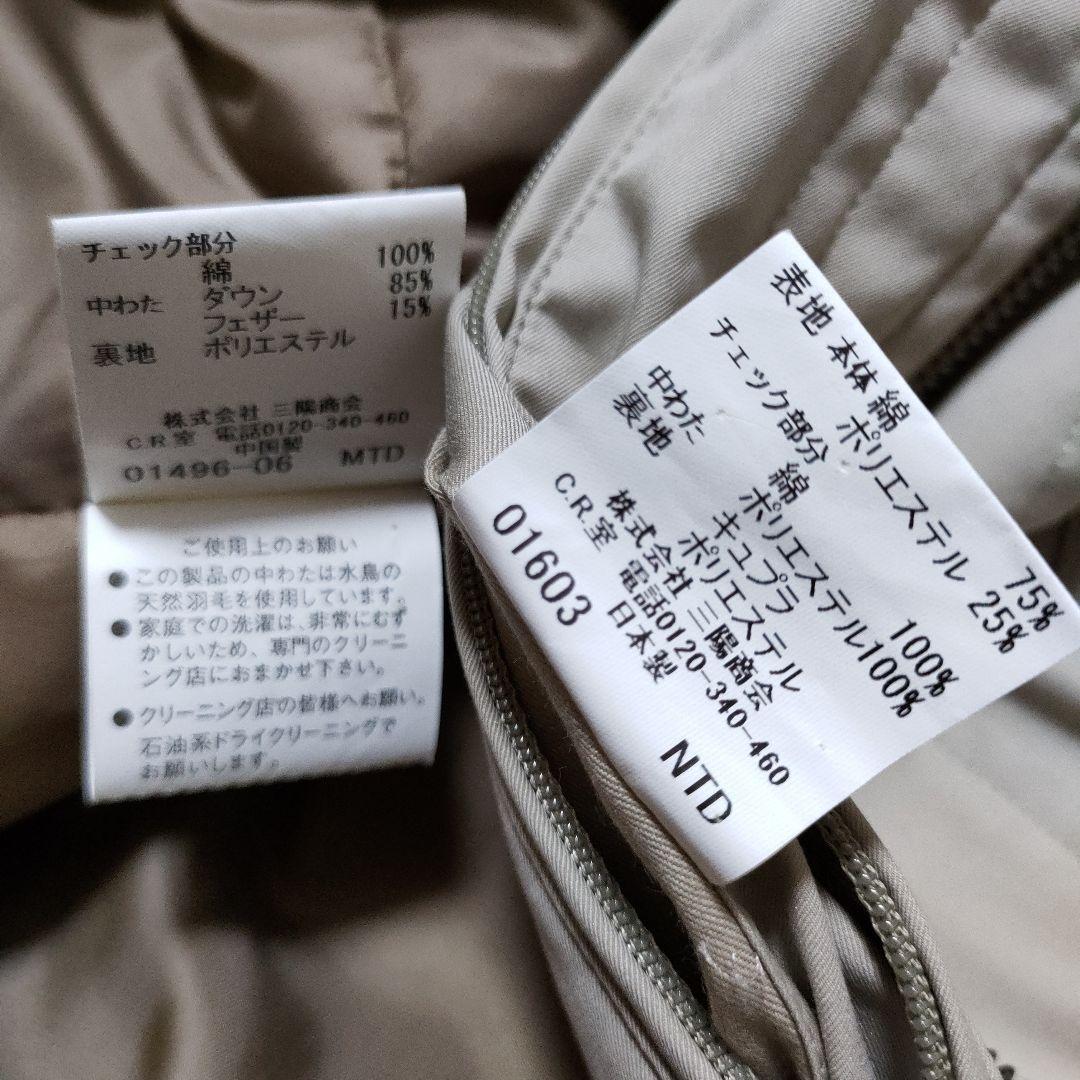 チェック部分
綿 100%
中わた ダウン 85%
フェザー 15%
裏地 ポリエステル
株式会社 三陽商会
C.R.室 電話0120-340-460
中国製
01496-06 MTD
ご使用上のお願い
●この製品の中わたは水鳥の
天然羽毛を使用しています。
●家庭での洗濯は、非常にむず
かしいため、専門のクリーニ
ング店におまかせ下さい。
●クリーニング店の皆様へお願い。
石油系ドライクリーニングで
お願いします。
表地 本体 綿 75%
ポリエステル 25%
チェック部分 綿 100%
中わた ポリエステル 100%
裏地 キュプラ
ポリエステル
株式会社 三陽商会
C.R.室 電話0120-340-460
日本製
01603 NTD